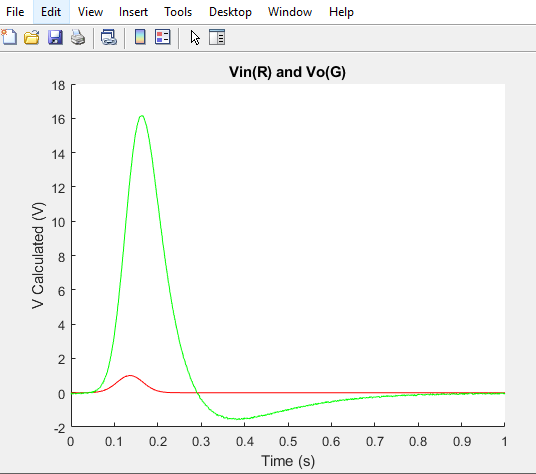 File Edit View Insert Tools Desktop Window Help
Vin(R) and Vo(G)
18
16
14
12
10
8
6
4
2
0
-2
V Calculated (V)
0 0.1 0.2 0.3 0.4 0.5 0.6 0.7 0.8 0.9 1
Time (s)